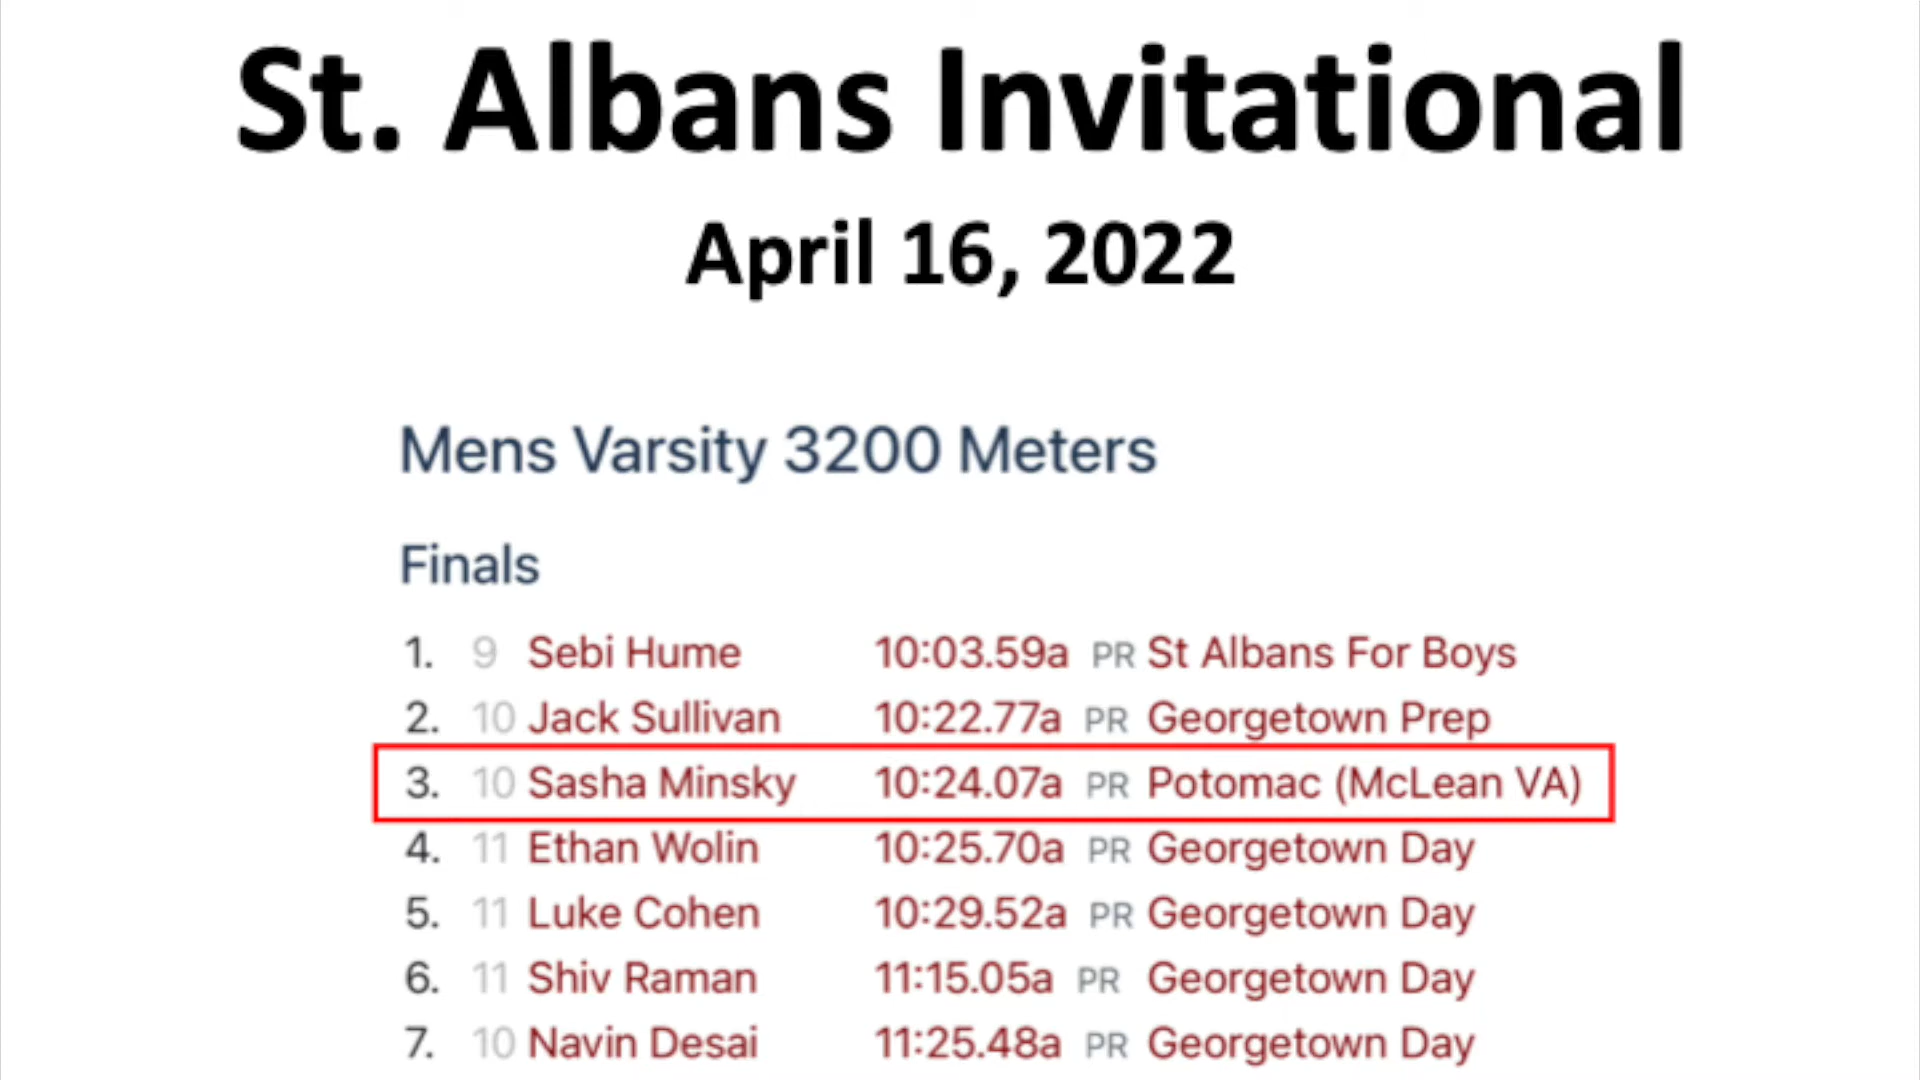 St. Albans Invitational
April 16, 2022
Mens Varsity 3200 Meters
Finals
1. 9 Sebi Hume 10:03.59a PR St Albans For Boys
2. 10 Jack Sullivan 10:22.77a PR Georgetown Prep
3. 10 Sasha Minsky 10:24.07a PR Potomac (McLean VA)
4. 11 Ethan Wolin 10:25.70a PR Georgetown Day
5. 11 Luke Cohen 10:29.52a PR Georgetown Day
6. 11 Shiv Raman 11:15.05a PR Georgetown Day
7. 10 Navin Desai 11:25.48a PR Georgetown Day